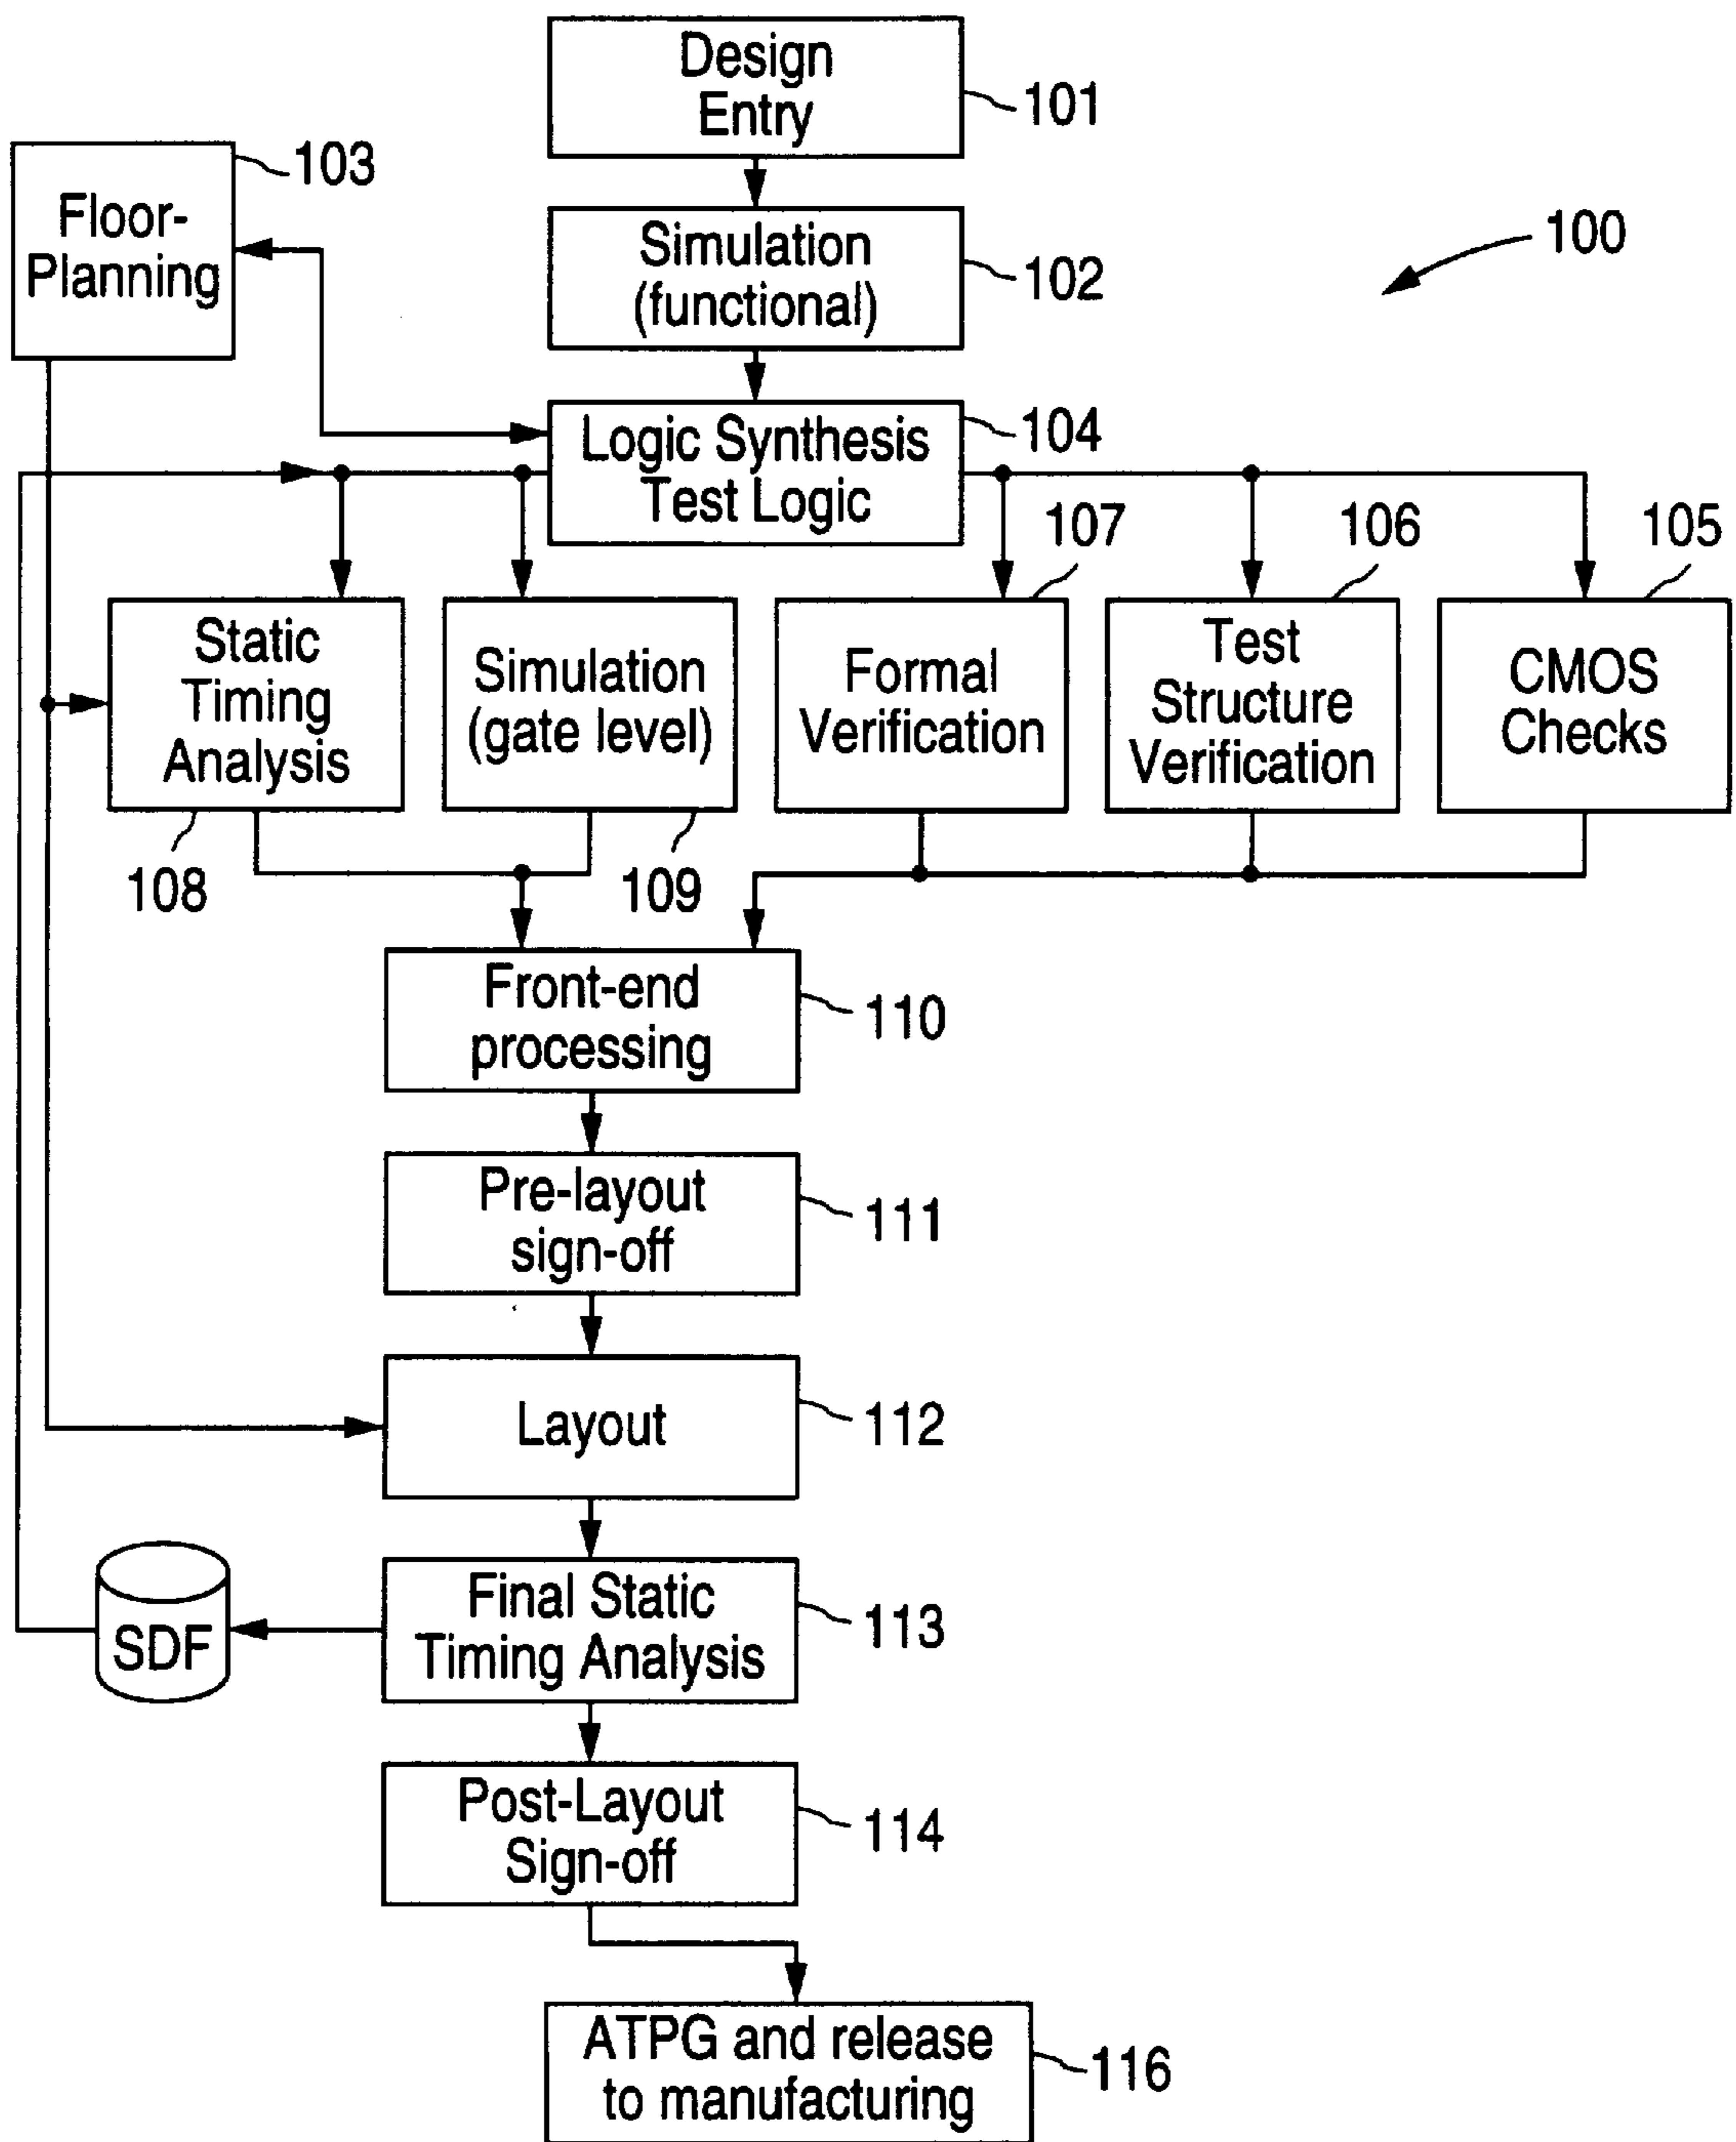 Design
Entry
101
103
Floor-
Planning
Simulation
(functional)
102
100
Logic Synthesis
Test Logic
104
107
106
105
Static
Timing
Analysis
Simulation
(gate level)
Formal
Verification
Test
Structure
Verification
CMOS
Checks
108
109
Front-end
processing
110
Pre-layout
sign-off
111
Layout
112
SDF
Final Static
Timing Analysis
113
Post-Layout
Sign-off
114
ATPG and release
to manufacturing
116